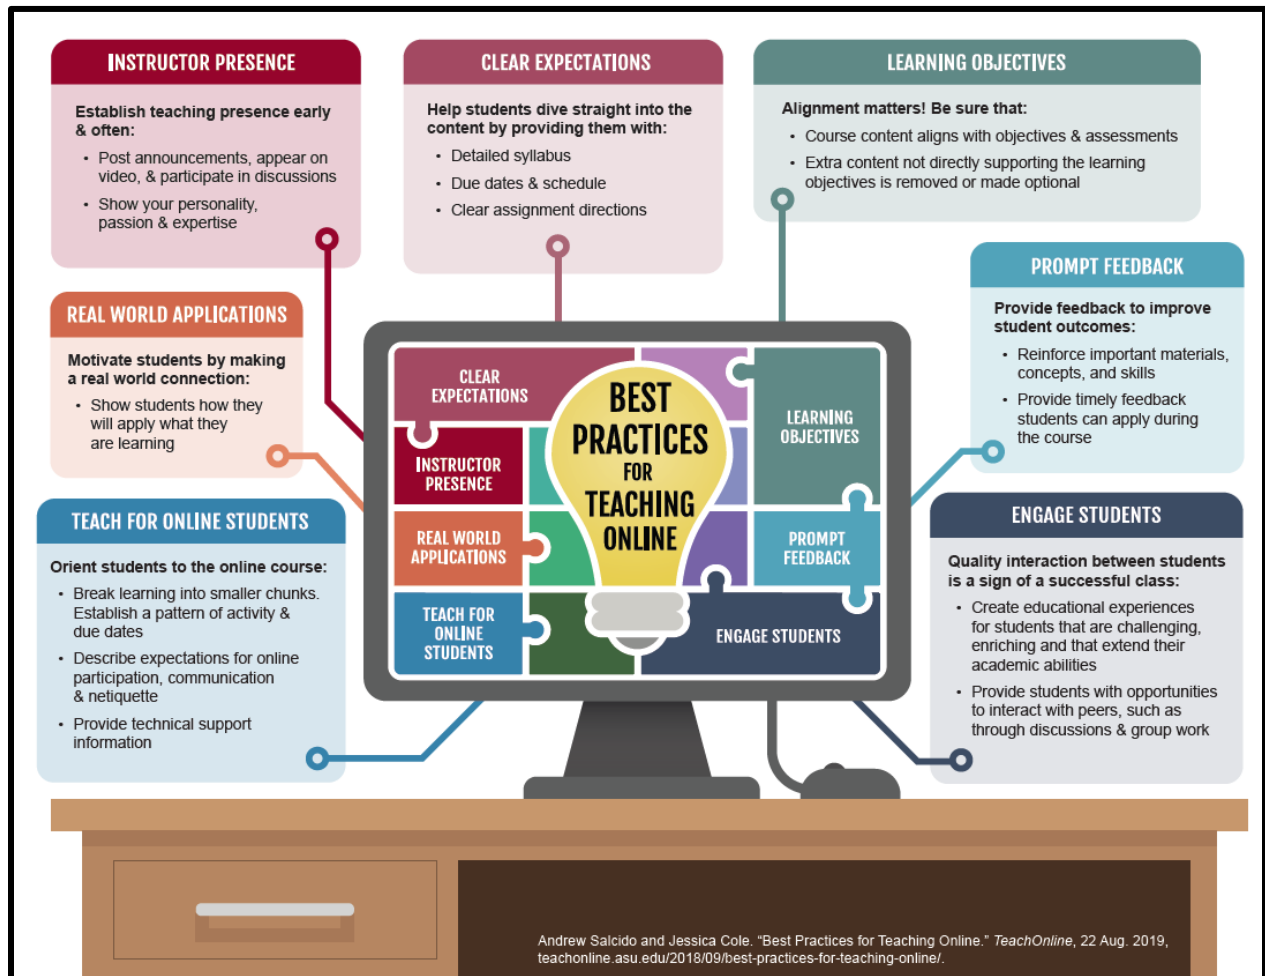 INSTRUCTOR PRESENCE
Establish teaching presence early
& often:
• Post announcements, appear on
video, & participate in discussions
• Show your personality,
passion & expertise
CLEAR EXPECTATIONS
Help students dive straight into the
content by providing them with:
• Detailed syllabus
• Due dates & schedule
• Clear assignment directions
LEARNING OBJECTIVES
Alignment matters! Be sure that:
• Course content aligns with objectives & assessments
• Extra content not directly supporting the learning
objectives is removed or made optional
REAL WORLD APPLICATIONS
Motivate students by making
a real world connection:
• Show students how they
will apply what they
are learning
PROMPT FEEDBACK
Provide feedback to improve
student outcomes:
• Reinforce important materials,
concepts, and skills
• Provide timely feedback
students can apply during
the course
TEACH FOR ONLINE STUDENTS
Orient students to the online course:
• Break learning into smaller chunks.
Establish a pattern of activity &
due dates
• Describe expectations for online
participation, communication
& netiquette
• Provide technical support
information
ENGAGE STUDENTS
Quality interaction between students
is a sign of a successful class:
• Create educational experiences
for students that are challenging,
enriching and that extend their
academic abilities
• Provide students with opportunities
to interact with peers, such as
through discussions & group work
CLEAR
EXPECTATIONS
INSTRUCTOR
PRESENCE
REAL WORLD
APPLICATIONS
TEACH FOR
ONLINE
STUDENTS
BEST
PRACTICES
FOR
TEACHING
ONLINE
LEARNING
OBJECTIVES
PROMPT
FEEDBACK
ENGAGE STUDENTS
Andrew Salcido and Jessica Cole. “Best Practices for Teaching Online.” TeachOnline, 22 Aug. 2019,
teachonline.asu.edu/2018/09/best-practices-for-teaching-online/.